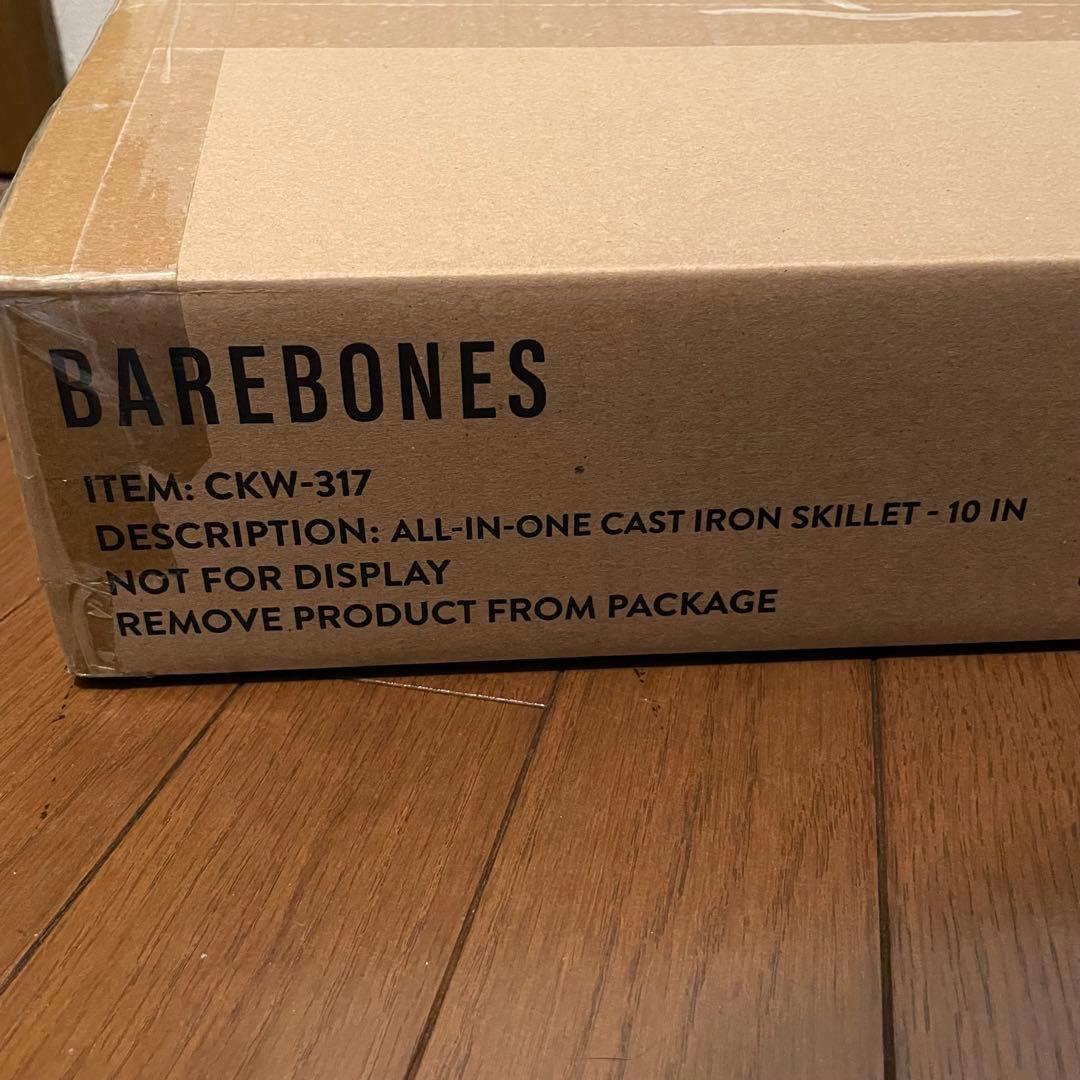 BAREBONES
ITEM: CKW-317
DESCRIPTION: ALL-IN-ONE CAST IRON SKILLET - 10 IN
NOT FOR DISPLAY
REMOVE PRODUCT FROM PACKAGE